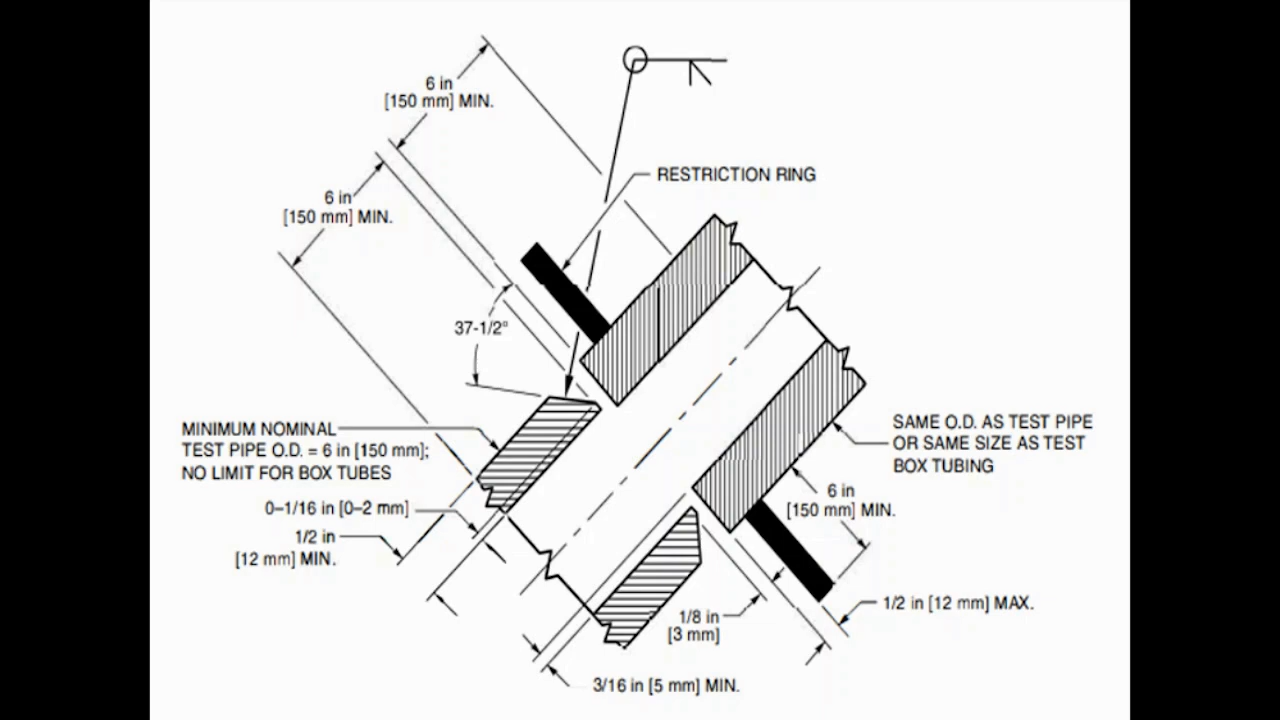 6 in
[150 mm] MIN.
RESTRICTION RING
6 in
[150 mm] MIN.
37-1/2°
MINIMUM NOMINAL
TEST PIPE O.D. = 6 in [150 mm];
NO LIMIT FOR BOX TUBES
SAME O.D. AS TEST PIPE
OR SAME SIZE AS TEST
BOX TUBING
6 in
[150 mm] MIN.
0–1/16 in [0–2 mm]
1/2 in
[12 mm] MIN.
1/2 in [12 mm] MAX.
1/8 in
[3 mm]
3/16 in [5 mm] MIN.